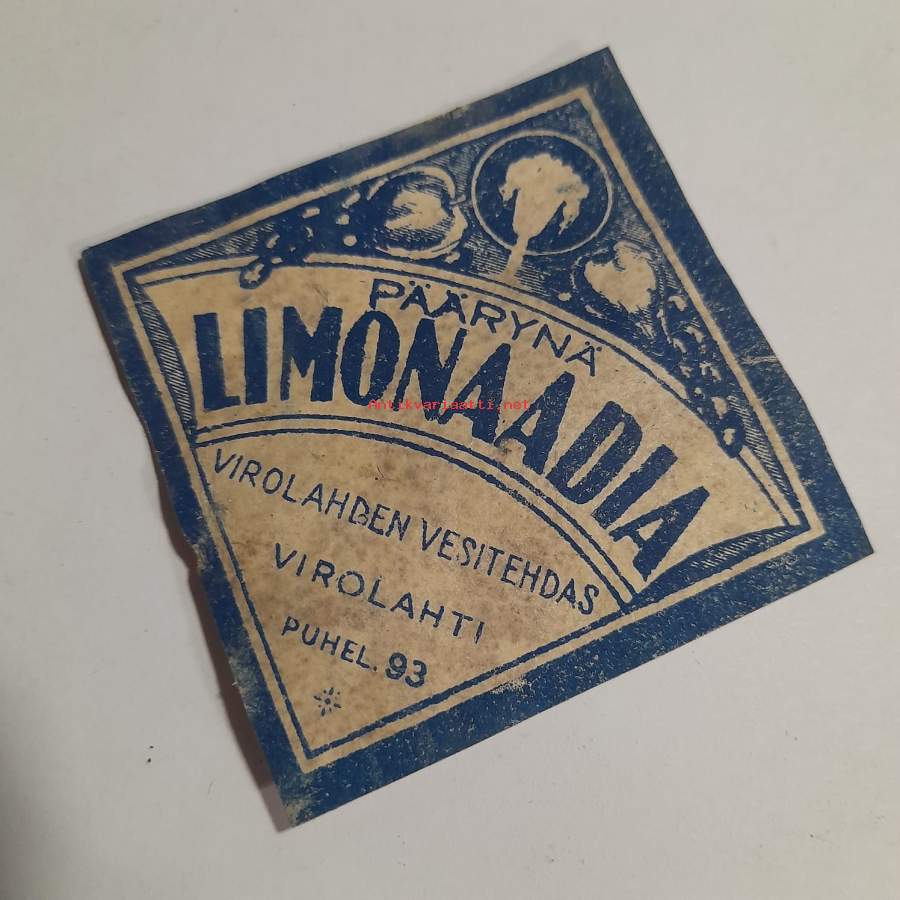 PÄÄRYNÄ
LIMONAADIA
Antikvariaatti.net
VIROLAHDEN VESITEHDAS
VIROLAHTI
PUHEL. 93